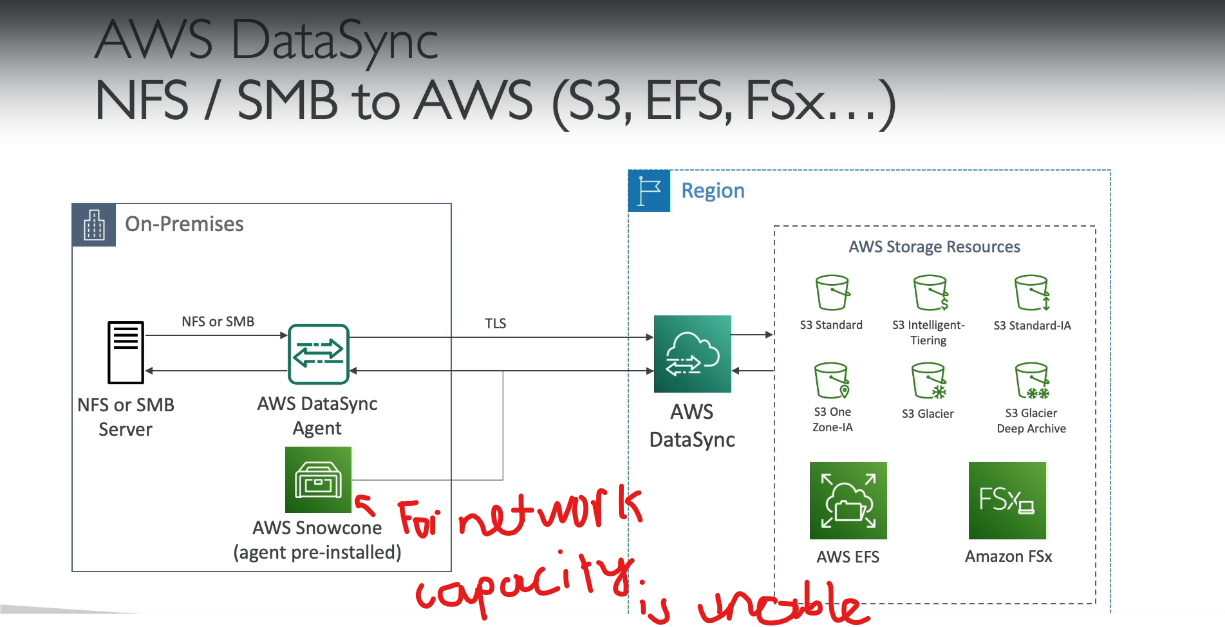 AWS DataSync
NFS / SMB to AWS (S3, EFS, FSx…)
Region
On-Premises
AWS Storage Resources
S3 Standard
S3 Intelligent-
Tiering
S3 Standard-IA
NFS or SMB
TLS
S3 One
Zone-IA
S3 Glacier
S3 Glacier
Deep Archive
NFS or SMB
Server
AWS DataSync
Agent
AWS
DataSync
FSx
AWS Snowcone
(agent pre-installed)
For network
capacity
is unable
AWS EFS
Amazon FSx